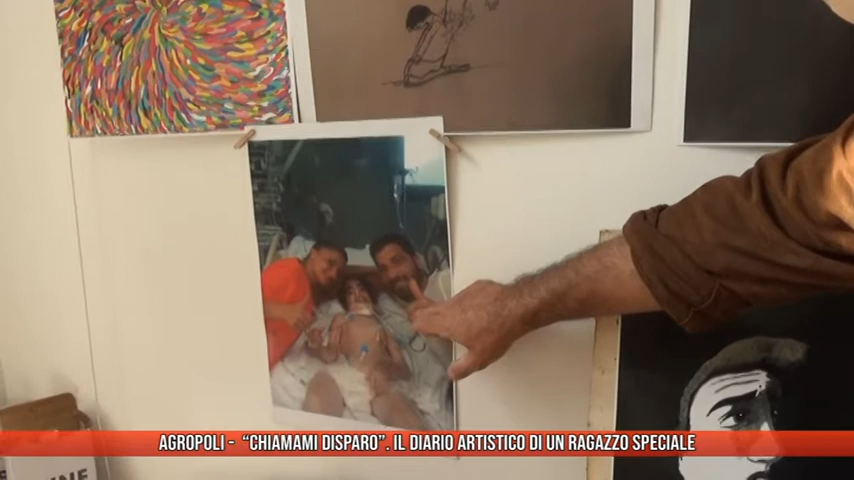 AGROPOLI - “CHIAMAMI DISPARO”. IL DIARIO ARTISTICO DI UN RAGAZZO SPECIALE